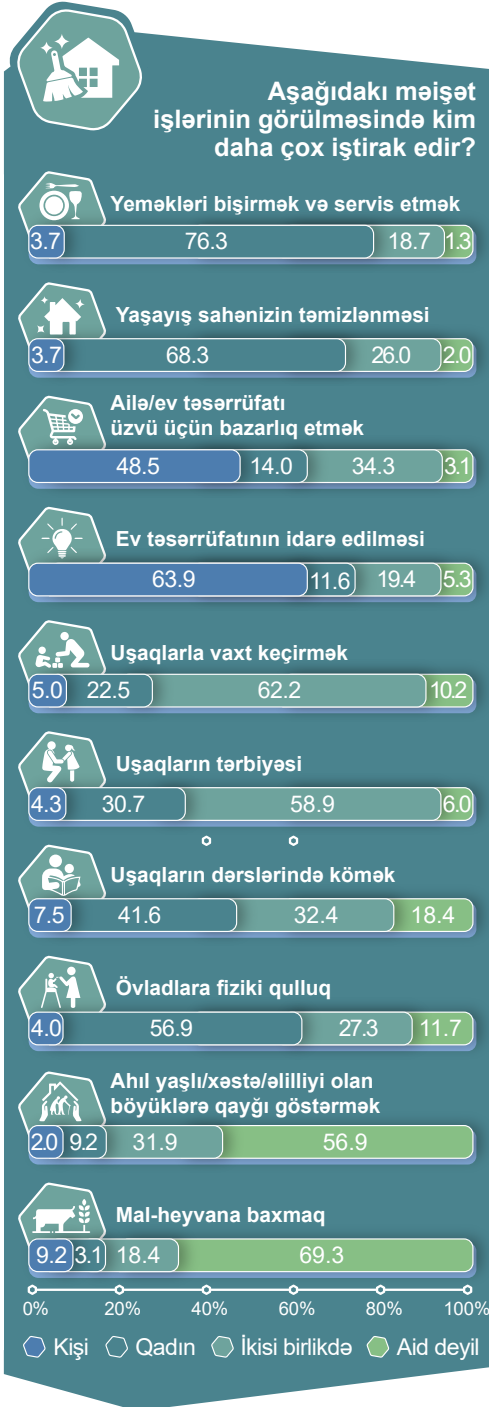 Aşağıdakı məişət
işlərinin görülməsində kim
daha çox iştirak edir?
Yeməkləri bişirmək və servis etmək
3.7 76.3 18.7 1.3
Yaşayış sahənizin təmizlənməsi
3.7 68.3 26.0 2.0
Ailə/ev təsərrüfatı
üzvü üçün bazarlıq etmək
48.5 14.0 34.3 3.1
Ev təsərrüfatının idarə edilməsi
63.9 11.6 19.4 5.3
Uşaqlarla vaxt keçirmək
5.0 22.5 62.2 10.2
Uşaqların tərbiyəsi
4.3 30.7 58.9 6.0
Uşaqların dərslərində kömək
7.5 41.6 32.4 18.4
Övladlara fiziki qulluq
4.0 56.9 27.3 11.7
Ahıl yaşlı/xəstə/əlilliyi olan
böyüklərə qayğı göstərmək
2.0 9.2 31.9 56.9
Mal-heyvana baxmaq
9.2 3.1 18.4 69.3
0% 20% 40% 60% 80% 100%
Kişi Qadın İkisi birlikdə Aid deyil